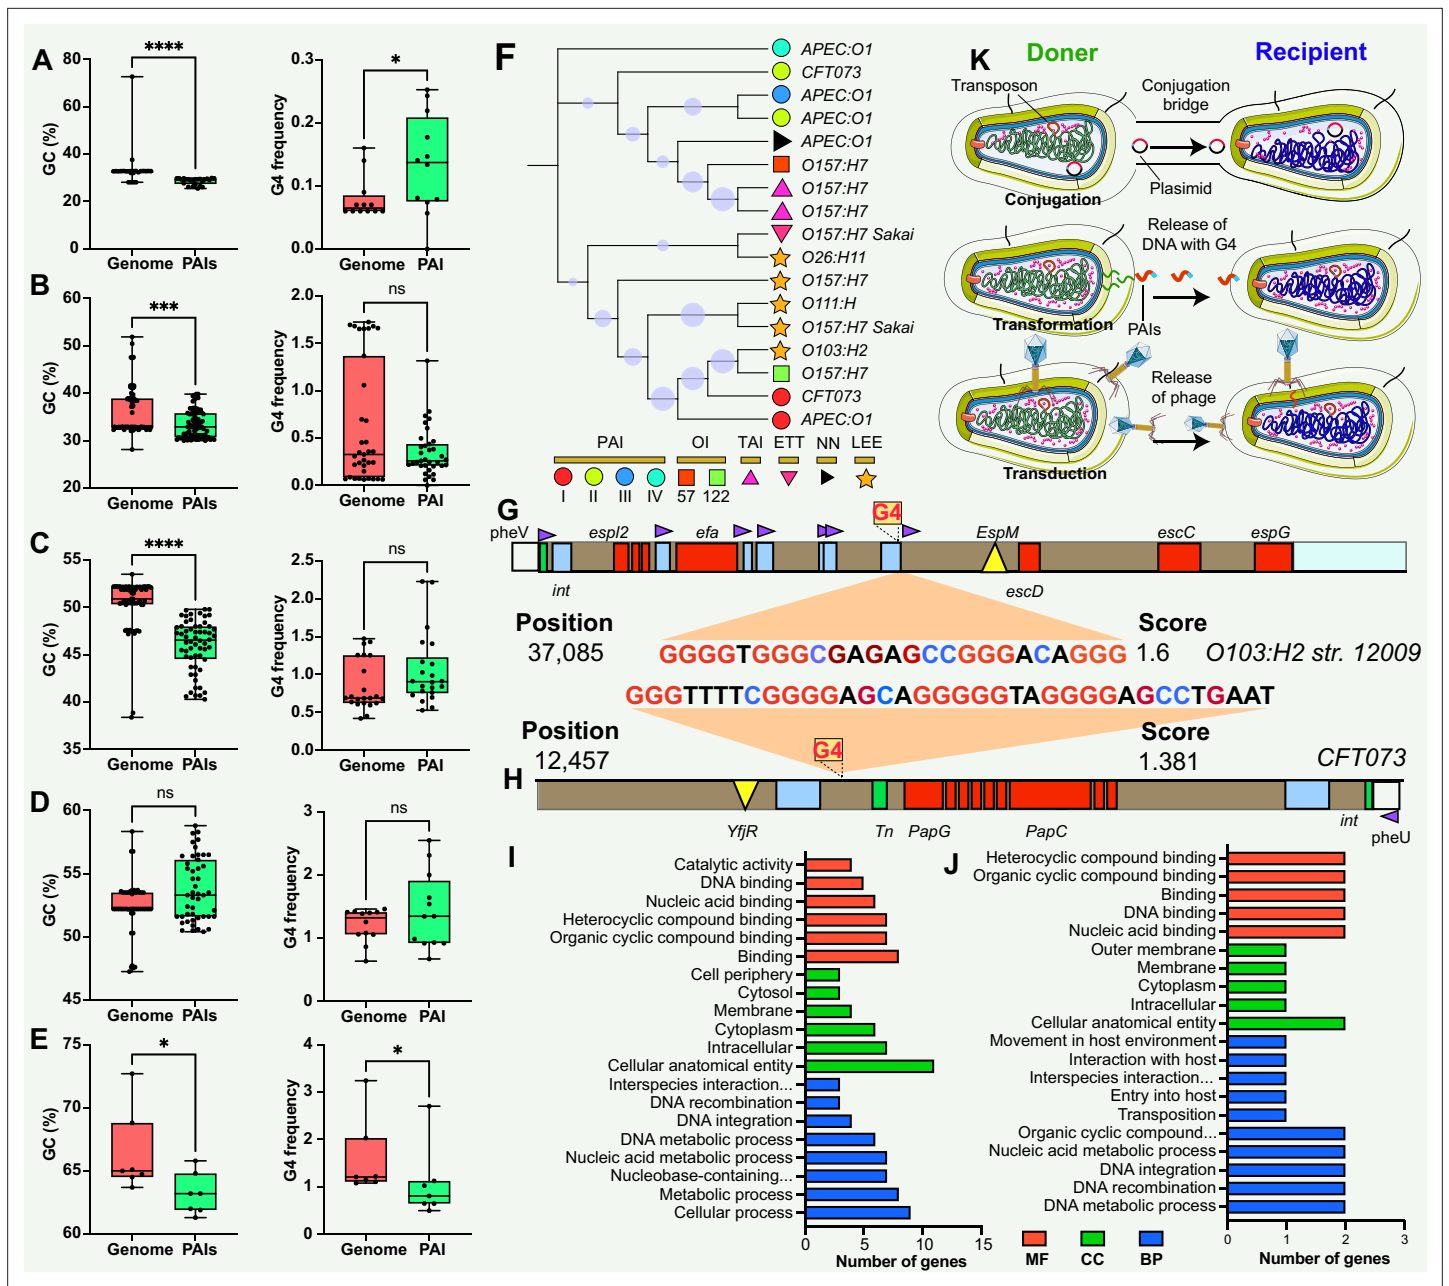 A
GC (%)
80
60
40
20
0
****
Genome PAIs
G4 frequency
0.3
0.2
0.1
0.0
*
Genome PAI
B
GC (%)
60
50
40
30
20
***
Genome PAIs
G4 frequency
2.0
1.5
1.0
0.5
0.0
ns
Genome PAI
C
GC (%)
55
50
45
40
35
****
Genome PAIs
G4 frequency
2.5
2.0
1.5
1.0
0.5
0.0
ns
Genome PAI
D
GC (%)
60
55
50
45
ns
Genome PAIs
G4 frequency
3
2
1
0
ns
Genome PAI
E
GC (%)
75
70
65
60
*
Genome PAIs
G4 frequency
4
3
2
1
0
*
Genome PAI
F
APEC:O1
CFT073
APEC:O1
APEC:O1
APEC:O1
O157:H7
O157:H7
O157:H7
O157:H7 Sakai
O26:H11
O157:H7
O111:H
O157:H7 Sakai
O103:H2
O157:H7
CFT073
APEC:O1
PAI OI TAI ETT NN LEE
I II III IV 57 122
K
Doner Recipient
Transposon
Conjugation
bridge
Plasimid
Conjugation
Release of
DNA with G4
Transformation
PAIs
Release
of phage
Transduction
G
pheV
espl2
efa
G4
EspM
escC
espG
int
escD
Position
37,085
GGGGTGGGCGAGAGCCGGGACAGGG
Score
1.6
O103:H2 str. 12009
GGGTTTTCGGGGAGCAGGGGGTAGGGGAGCCTGAAT
Position
12,457
G4
Score
1.381
CFT073
H
YfjR
Tn
PapG
PapC
int
pheU
I
Catalytic activity
DNA binding
Nucleic acid binding
Heterocyclic compound binding
Organic cyclic compound binding
Binding
Cell periphery
Cytosol
Membrane
Cytoplasm
Intracellular
Cellular anatomical entity
Interspecies interaction...
DNA recombination
DNA integration
DNA metabolic process
Nucleic acid metabolic process
Nucleobase-containing...
Metabolic process
Cellular process
0 5 10 15
Number of genes
J
Heterocyclic compound binding
Organic cyclic compound binding
Binding
DNA binding
Nucleic acid binding
Outer membrane
Membrane
Cytoplasm
Intracellular
Cellular anatomical entity
Movement in host environment
Interaction with host
Interspecies interaction...
Entry into host
Transposition
Organic cyclic compound...
Nucleic acid metabolic process
DNA integration
DNA recombination
DNA metabolic process
0 1 2 3
Number of genes
MF CC BP